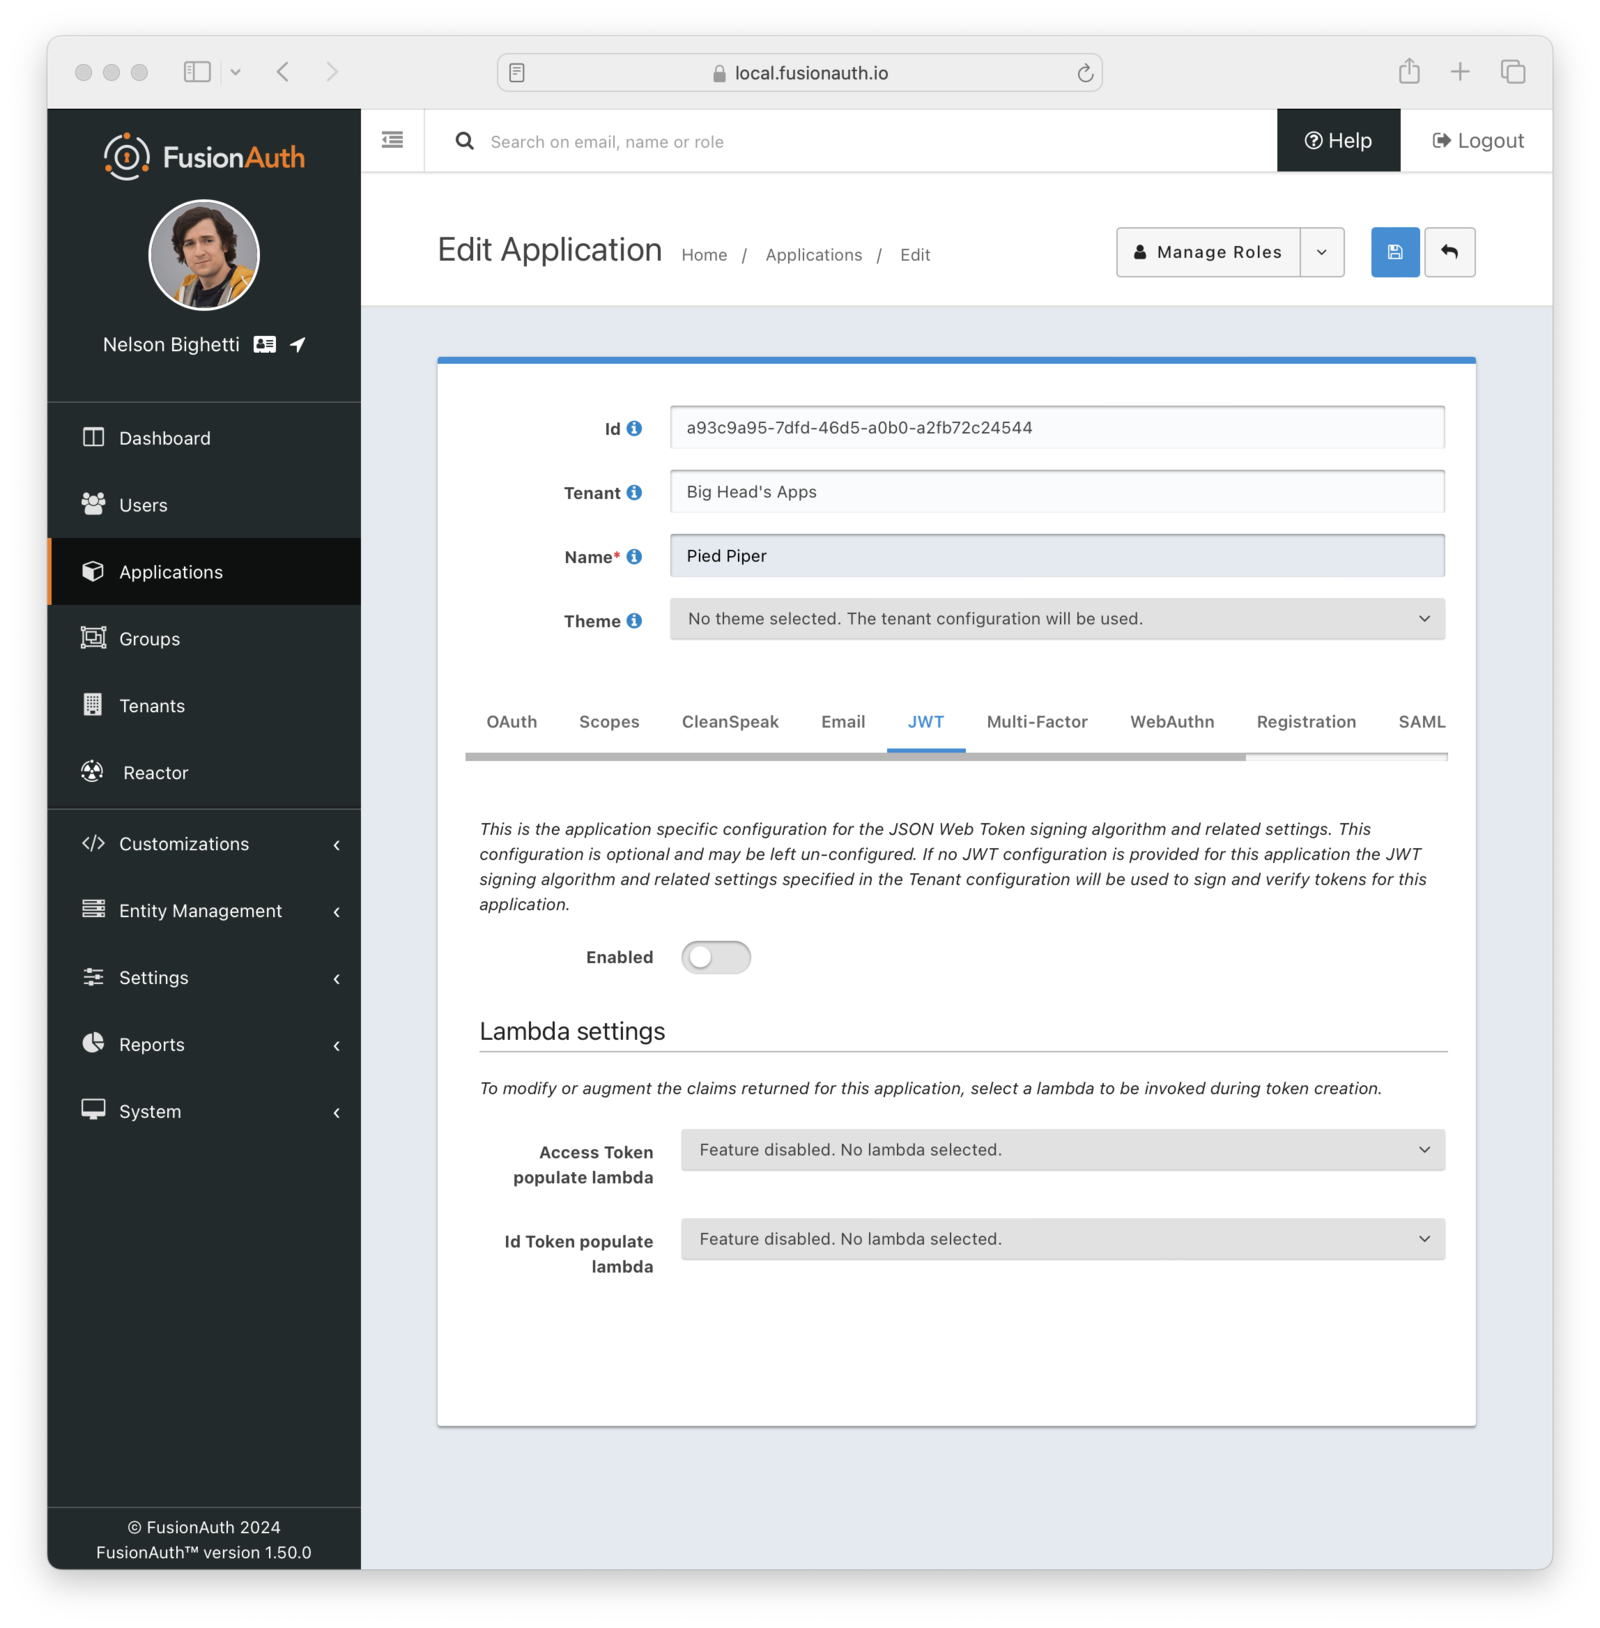 local.fusionauth.io
FusionAuth
Search on email, name or role
Help
Logout
Nelson Bighetti
Edit Application
Home / Applications / Edit
Manage Roles
Dashboard
Users
Applications
Groups
Tenants
Reactor
Customizations
Entity Management
Settings
Reports
System
Id
a93c9a95-7dfd-46d5-a0b0-a2fb72c24544
Tenant
Big Head's Apps
Name*
Pied Piper
Theme
No theme selected. The tenant configuration will be used.
OAuth Scopes CleanSpeak Email JWT Multi-Factor WebAuthn Registration SAML
This is the application specific configuration for the JSON Web Token signing algorithm and related settings. This
configuration is optional and may be left un-configured. If no JWT configuration is provided for this application the JWT
signing algorithm and related settings specified in the Tenant configuration will be used to sign and verify tokens for this
application.
Enabled
Lambda settings
To modify or augment the claims returned for this application, select a lambda to be invoked during token creation.
Access Token
populate lambda
Feature disabled. No lambda selected.
Id Token populate
lambda
Feature disabled. No lambda selected.
© FusionAuth 2024
FusionAuth™ version 1.50.0